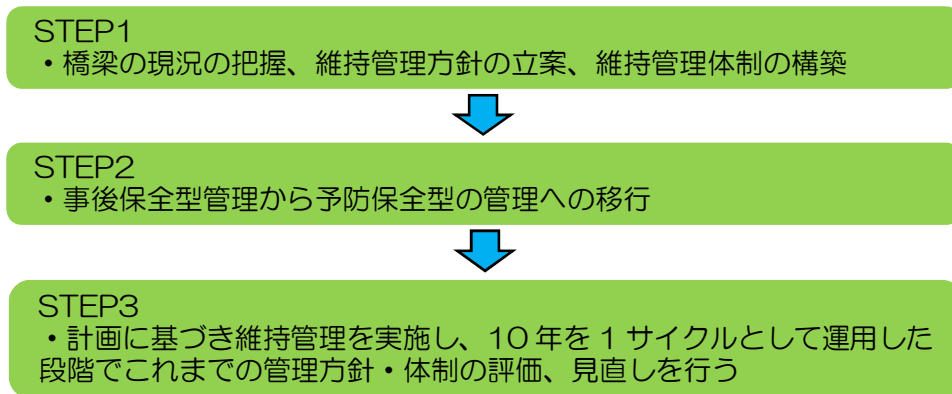 STEP1
・橋梁の現況の把握、維持管理方針の立案、維持管理体制の構築
STEP2
・事後保全型管理から予防保全型の管理への移行
STEP3
・計画に基づき維持管理を実施し、10年を1サイクルとして運用した
段階でこれまでの管理方針・体制の評価、見直しを行う